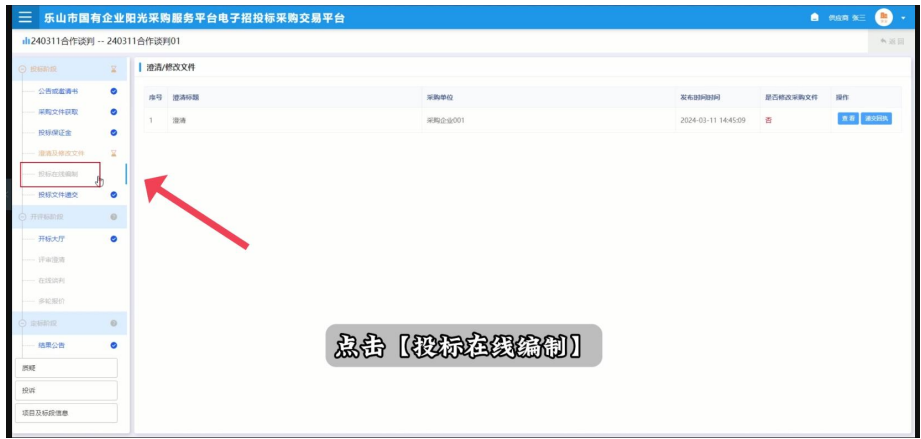 乐山市国有企业阳光采购服务平台电子招投标采购交易平台
供应商 张三
240311合作谈判 -- 240311合作谈判01
返回
投标阶段
公告或邀请书
采购文件获取
投标保证金
澄清及修改文件
投标在线编制
投标文件递交
开评标阶段
开标大厅
评审澄清
在线谈判
多轮报价
定标阶段
结果公告
质疑
投诉
项目及标段信息
澄清/修改文件
序号 澄清标题 采购单位 发布时间时间 是否修改采购文件 操作
1 澄清 采购企业001 2024-03-11 14:45:09 否 查看 递交回执
点击【投标在线编制】